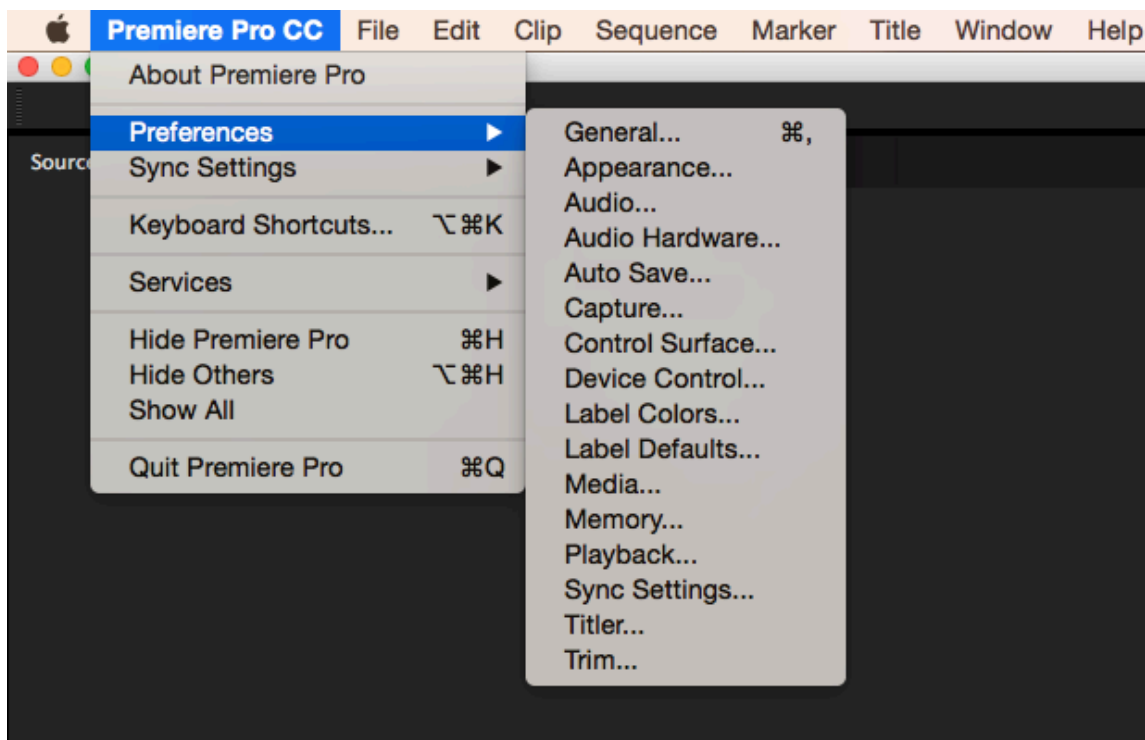 Premiere Pro CC File Edit Clip Sequence Marker Title Window Help
About Premiere Pro
Preferences ▶
Sync Settings ▶
Keyboard Shortcuts... ⌥⌘K
Services ▶
Hide Premiere Pro ⌘H
Hide Others ⌥⌘H
Show All
Quit Premiere Pro ⌘Q
General... ⌘,
Appearance...
Audio...
Audio Hardware...
Auto Save...
Capture...
Control Surface...
Device Control...
Label Colors...
Label Defaults...
Media...
Memory...
Playback...
Sync Settings...
Titler...
Trim...
Source